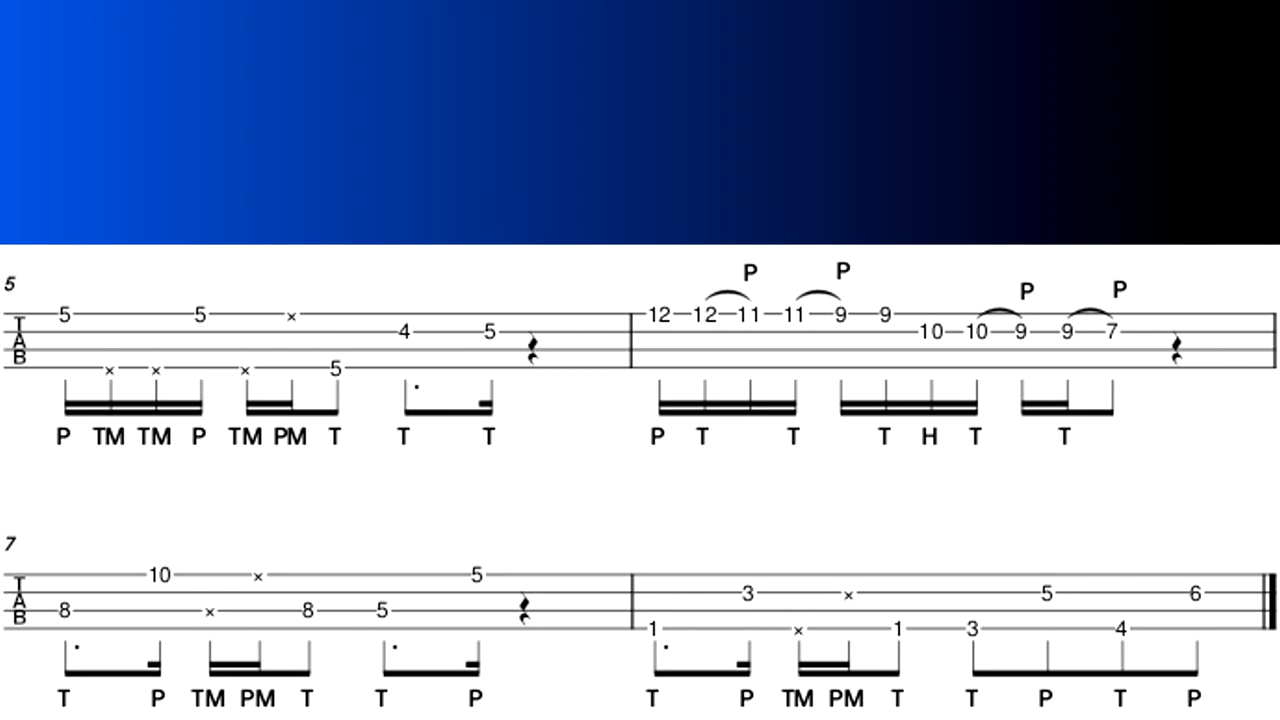 P P
5 P P
T 5 5 × 12 12 11 11 9 9
A 4 5 10 10 9 9 7
B × × × 5
P TM TM P TM PM T T T P T T T H T T
7
T 10 × 5
A 3 × 5 6
B 8 × 8 5
1 × 1 3 4
T P TM PM T T P T P TM PM T T P T P